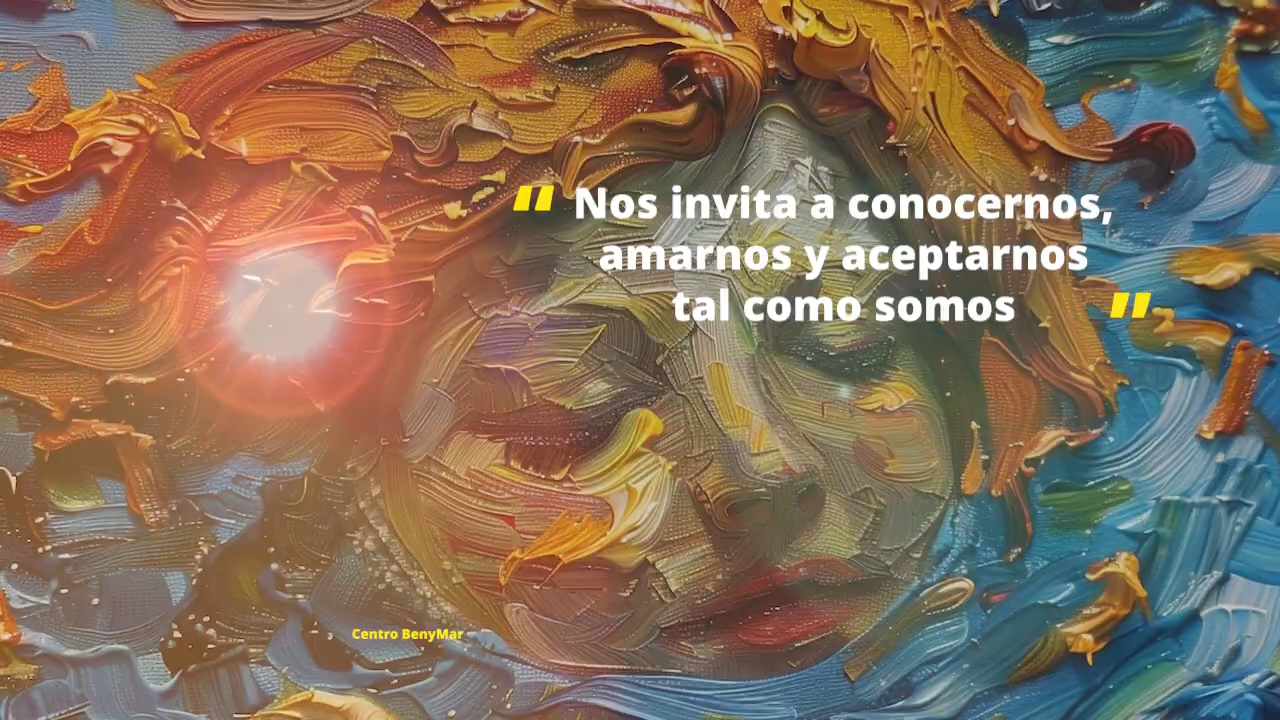 " Nos invita a conocernos,
amarnos y aceptarnos
tal como somos "
Centro BenyMar